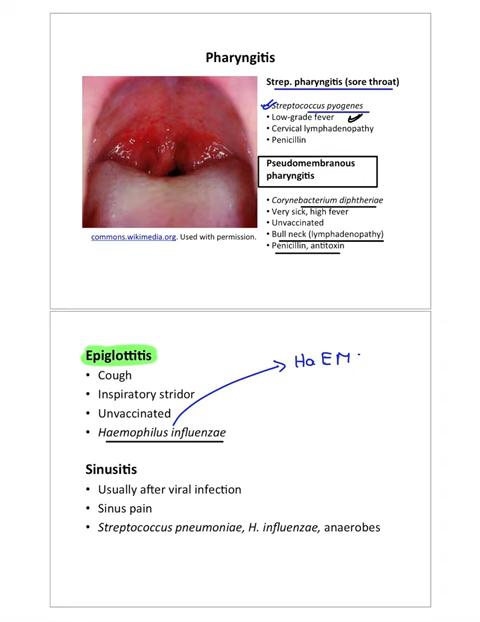 Pharyngitis
Strep. pharyngitis (sore throat)
• Streptococcus pyogenes
• Low-grade fever
• Cervical lymphadenopathy
• Penicillin
Pseudomembranous
pharyngitis
• Corynebacterium diphtheriae
• Very sick, high fever
• Unvaccinated
• Bull neck (lymphadenopathy)
• Penicillin, antitoxin
commons.wikimedia.org. Used with permission.
Epiglottitis
• Cough
• Inspiratory stridor
• Unvaccinated
• Haemophilus influenzae
HaEM.
Sinusitis
• Usually after viral infection
• Sinus pain
• Streptococcus pneumoniae, H. influenzae, anaerobes